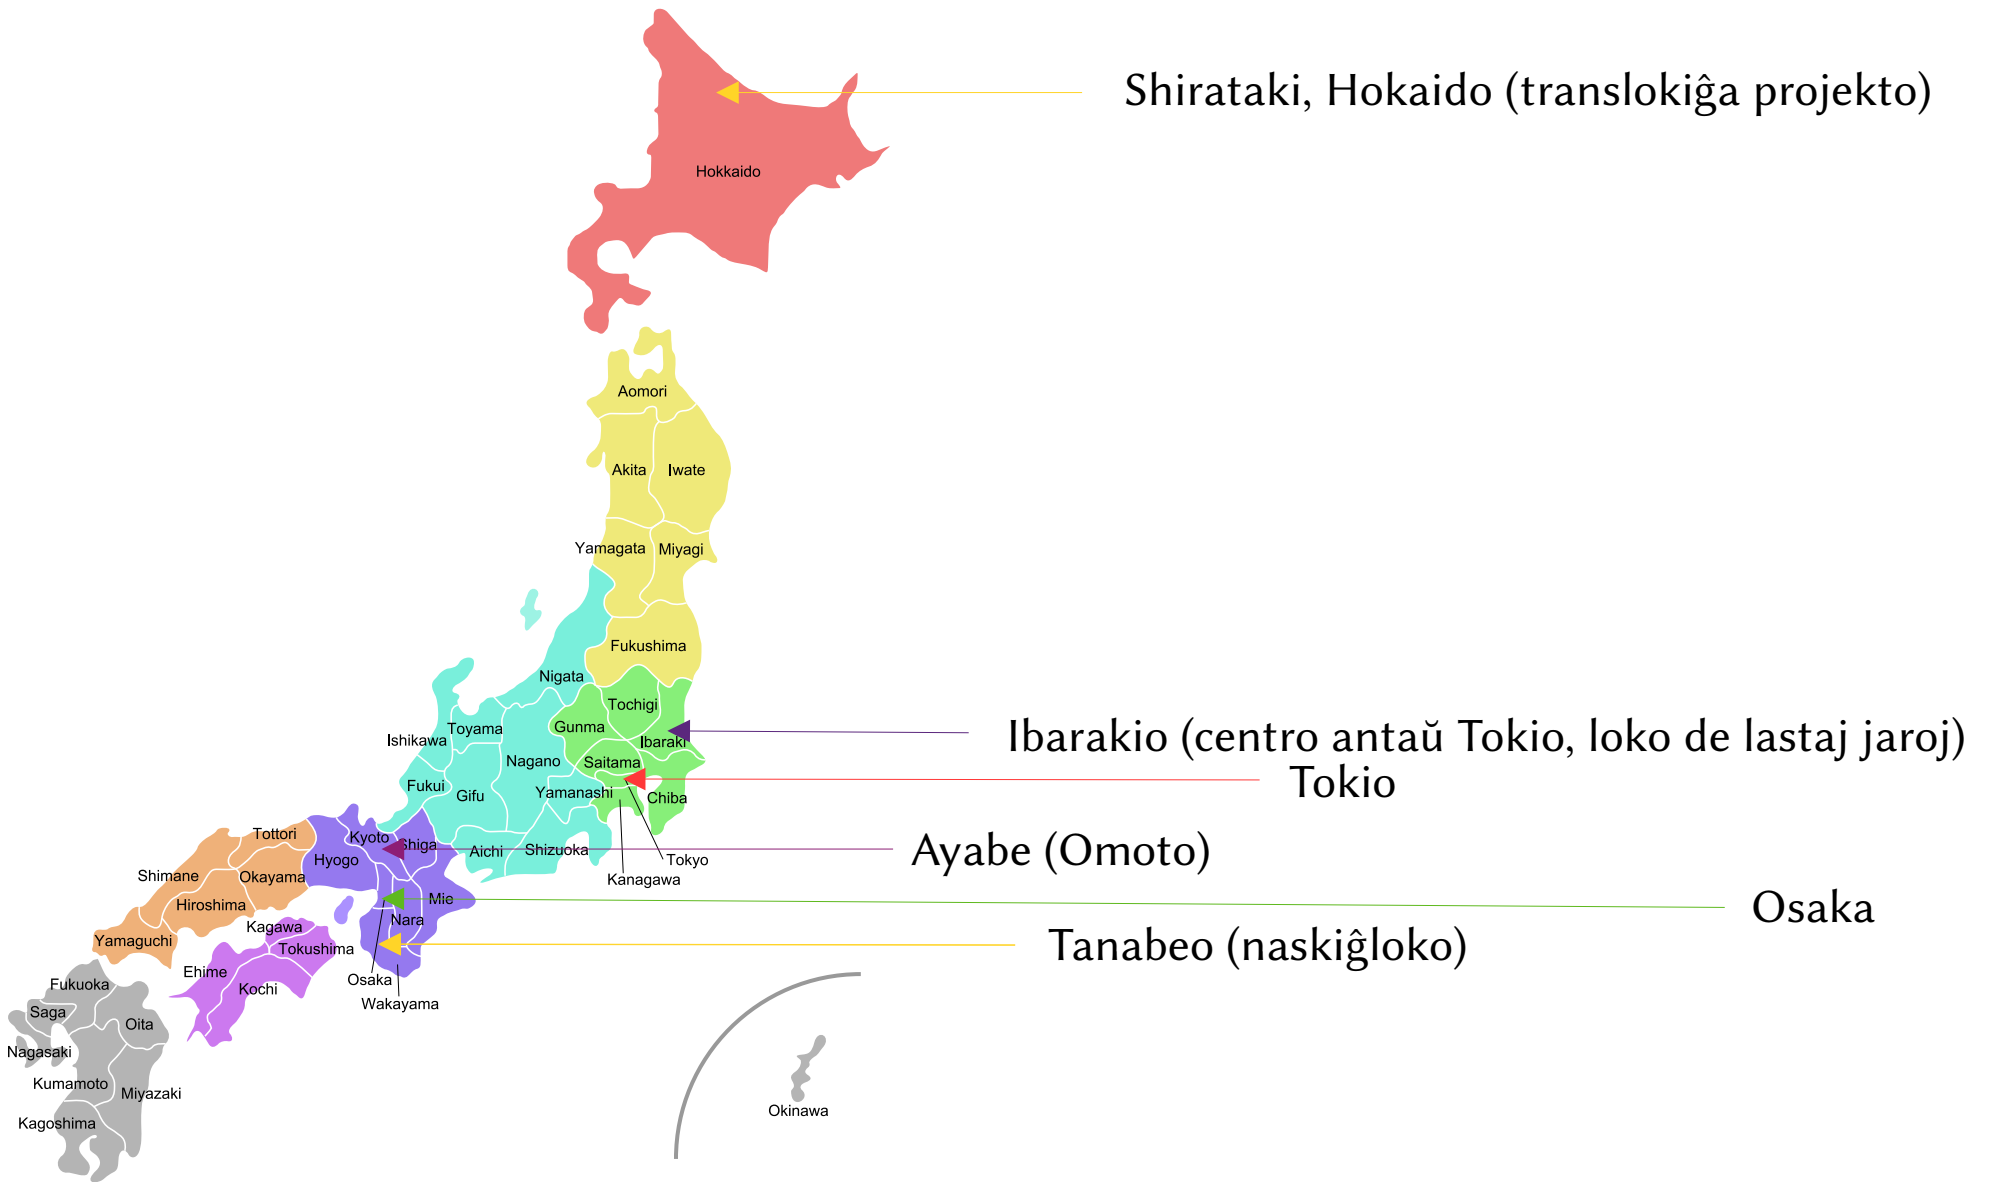 Shirataki, Hokaido (translokiĝa projekto)
Hokkaido
Aomori
Akita
Iwate
Yamagata
Miyagi
Fukushima
Nigata
Tochigi
Gunma
Toyama
Ishikawa
Ibaraki
Ibarakio (centro antaŭ Tokio, loko de lastaj jaroj)
Nagano
Saitama
Tokio
Fukui
Gifu
Yamanashi
Chiba
Tottori
Kyoto
Shiga
Hyogo
Aichi
Shizuoka
Tokyo
Ayabe (Omoto)
Shimane
Okayama
Kanagawa
Hiroshima
Mie
Osaka
Nara
Kagawa
Yamaguchi
Tokushima
Tanabeo (naskiĝloko)
Ehime
Osaka
Fukuoka
Kochi
Wakayama
Saga
Oita
Nagasaki
Kumamoto
Miyazaki
Kagoshima
Okinawa